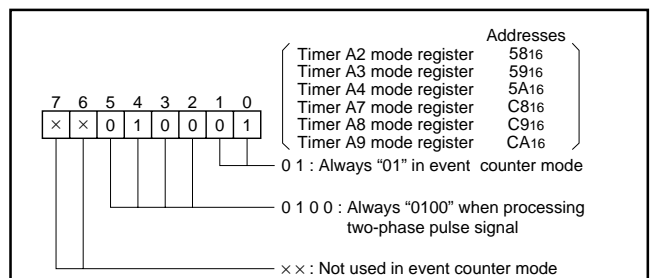 Addresses
Timer A2 mode register 5816
Timer A3 mode register 5916
Timer A4 mode register 5A16
Timer A7 mode register C816
Timer A8 mode register C916
Timer A9 mode register CA16
7 6 5 4 3 2 1 0
× × 0 1 0 0 0 1
0 1 : Always “01” in event counter mode
0 1 0 0 : Always “0100” when processing
two-phase pulse signal
× × : Not used in event counter mode